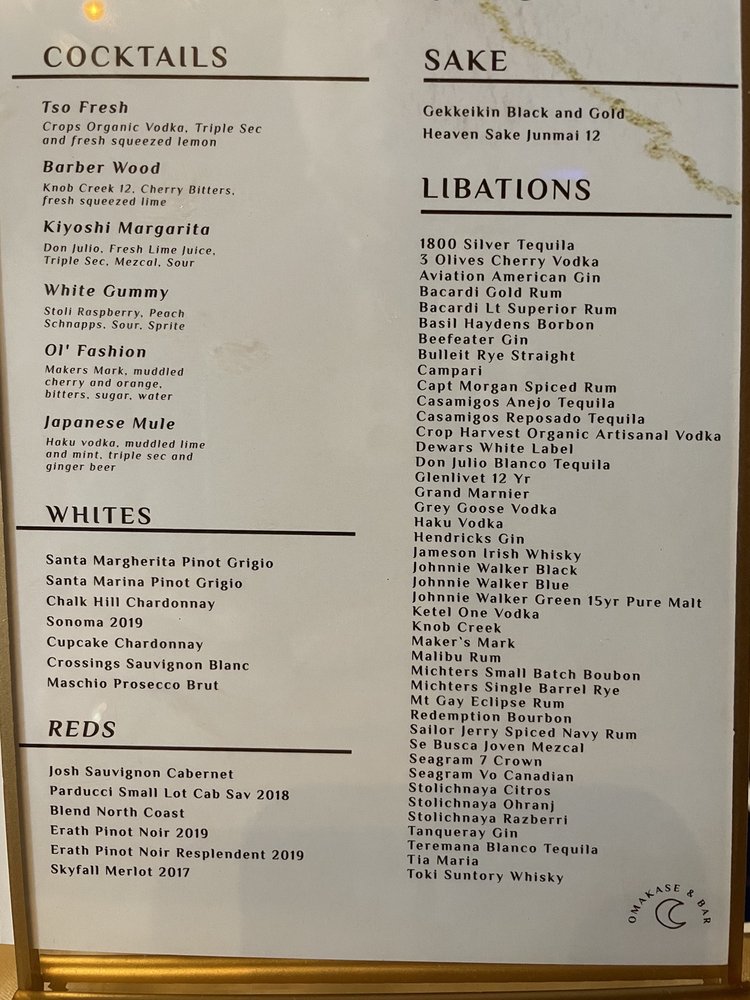 COCKTAILS
Tso Fresh
Crops Organic Vodka, Triple Sec
and fresh squeezed lemon
Barber Wood
Knob Creek 12, Cherry Bitters,
fresh squeezed lime
Kiyoshi Margarita
Don Julio, Fresh Lime Juice,
Triple Sec, Mezcal, Sour
White Gummy
Stoli Raspberry, Peach
Schnapps, Sour, Sprite
Ol' Fashion
Makers Mark, muddled
cherry and orange,
bitters, sugar, water
Japanese Mule
Haku vodka, muddled lime
and mint, triple sec and
ginger beer
WHITES
Santa Margherita Pinot Grigio
Santa Marina Pinot Grigio
Chalk Hill Chardonnay
Sonoma 2019
Cupcake Chardonnay
Crossings Sauvignon Blanc
Maschio Prosecco Brut
REDS
Josh Sauvignon Cabernet
Parducci Small Lot Cab Sav 2018
Blend North Coast
Erath Pinot Noir 2019
Erath Pinot Noir Resplendent 2019
Skyfall Merlot 2017
SAKE
Gekkeikin Black and Gold
Heaven Sake Junmai 12
LIBATIONS
1800 Silver Tequila
3 Olives Cherry Vodka
Aviation American Gin
Bacardi Gold Rum
Bacardi Lt Superior Rum
Basil Haydens Borbon
Beefeater Gin
Bulleit Rye Straight
Campari
Capt Morgan Spiced Rum
Casamigos Anejo Tequila
Casamigos Reposado Tequila
Crop Harvest Organic Artisanal Vodka
Dewars White Label
Don Julio Blanco Tequila
Glenlivet 12 Yr
Grand Marnier
Grey Goose Vodka
Haku Vodka
Hendricks Gin
Jameson Irish Whisky
Johnnie Walker Black
Johnnie Walker Blue
Johnnie Walker Green 15yr Pure Malt
Ketel One Vodka
Knob Creek
Maker`s Mark
Malibu Rum
Michters Small Batch Boubon
Michters Single Barrel Rye
Mt Gay Eclipse Rum
Redemption Bourbon
Sailor Jerry Spiced Navy Rum
Se Busca Joven Mezcal
Seagram 7 Crown
Seagram Vo Canadian
Stolichnaya Citros
Stolichnaya Ohranj
Stolichnaya Razberri
Tanqueray Gin
Teremana Blanco Tequila
Tia Maria
Toki Suntory Whisky
OMAKASE & BAR